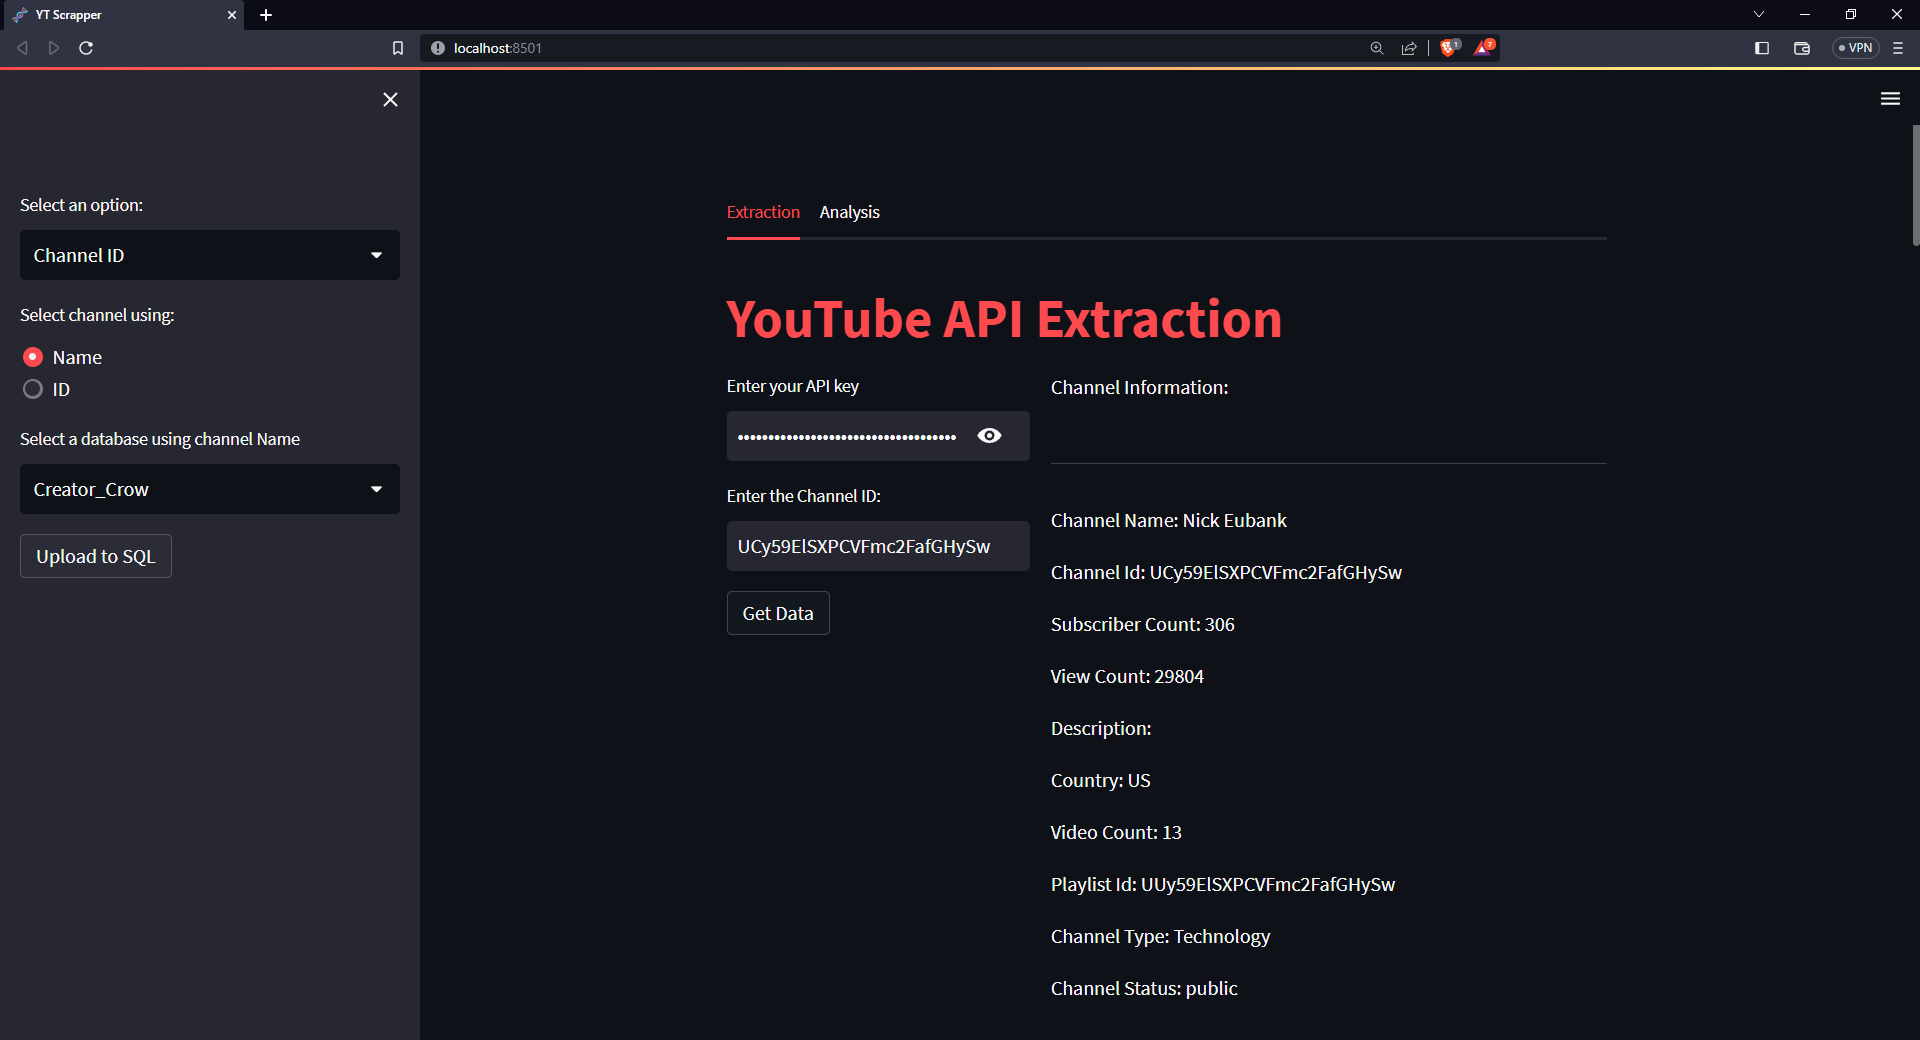 YT Scrapper
localhost:8501
1
7
VPN
Select an option:
Channel ID
Select channel using:
Name
ID
Select a database using channel Name
Creator_Crow
Upload to SQL
Extraction Analysis
YouTube API Extraction
Enter your API key
Enter the Channel ID:
UCy59ElSXPCVFmc2FafGHySw
Get Data
Channel Information:
Channel Name: Nick Eubank
Channel Id: UCy59ElSXPCVFmc2FafGHySw
Subscriber Count: 306
View Count: 29804
Description:
Country: US
Video Count: 13
Playlist Id: UUy59ElSXPCVFmc2FafGHySw
Channel Type: Technology
Channel Status: public